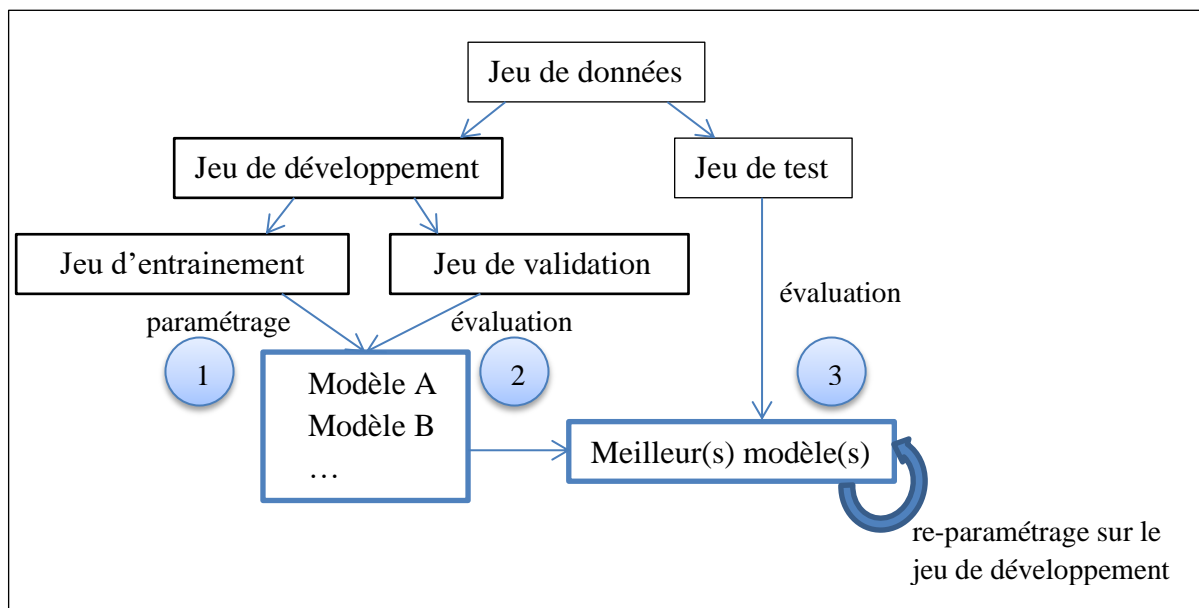 Jeu de données
Jeu de développement
Jeu de test
Jeu d’entrainement
Jeu de validation
évaluation
paramétrage
évaluation
1
2
3
Modèle A
Modèle B
…
Meilleur(s) modèle(s)
re-paramétrage sur le
jeu de développement